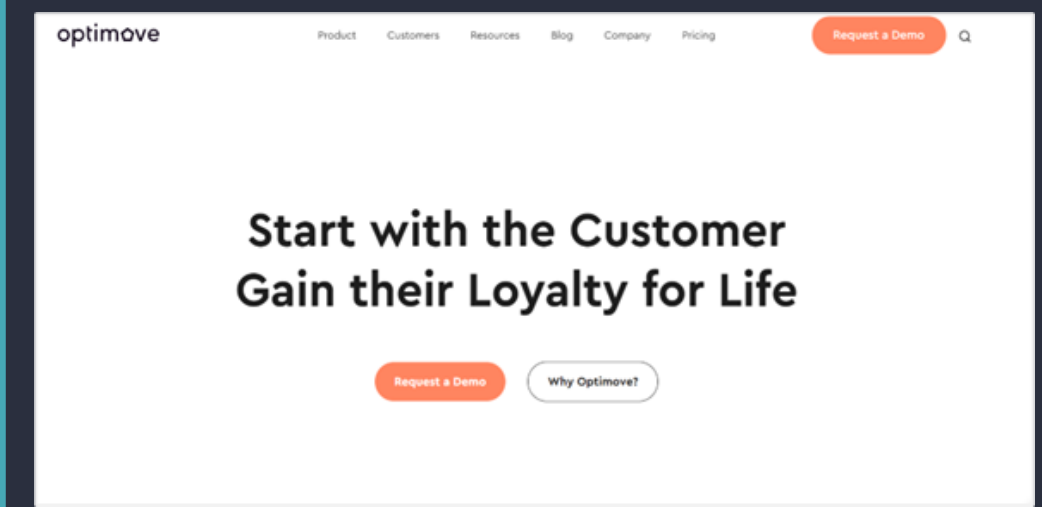 optimove Product Customers Resources Blog Company Pricing Request a Demo
Start with the Customer
Gain their Loyalty for Life
Request a Demo Why Optimove?